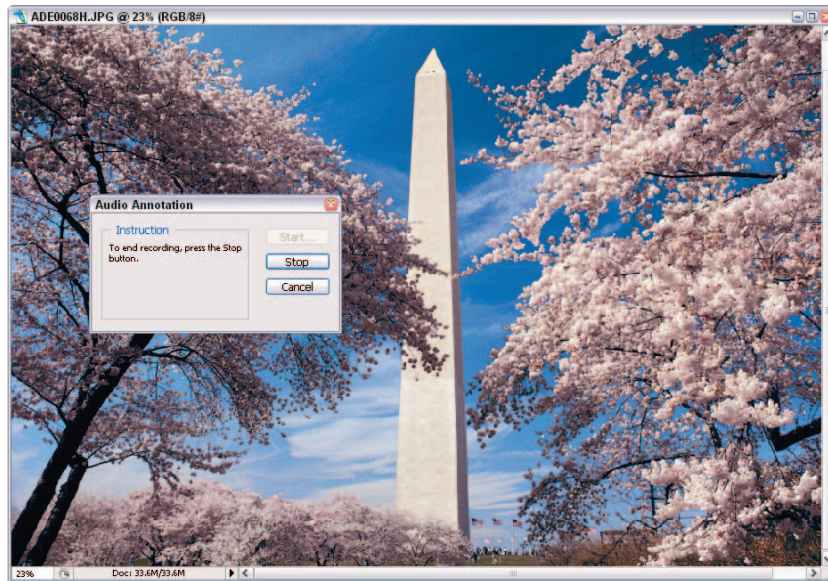 ADE0068H.JPG @ 23% (RGB/8#)
Audio Annotation
Instruction
To end recording, press the Stop
button.
Start...
Stop
Cancel
23%
Doc: 33.6M/33.6M